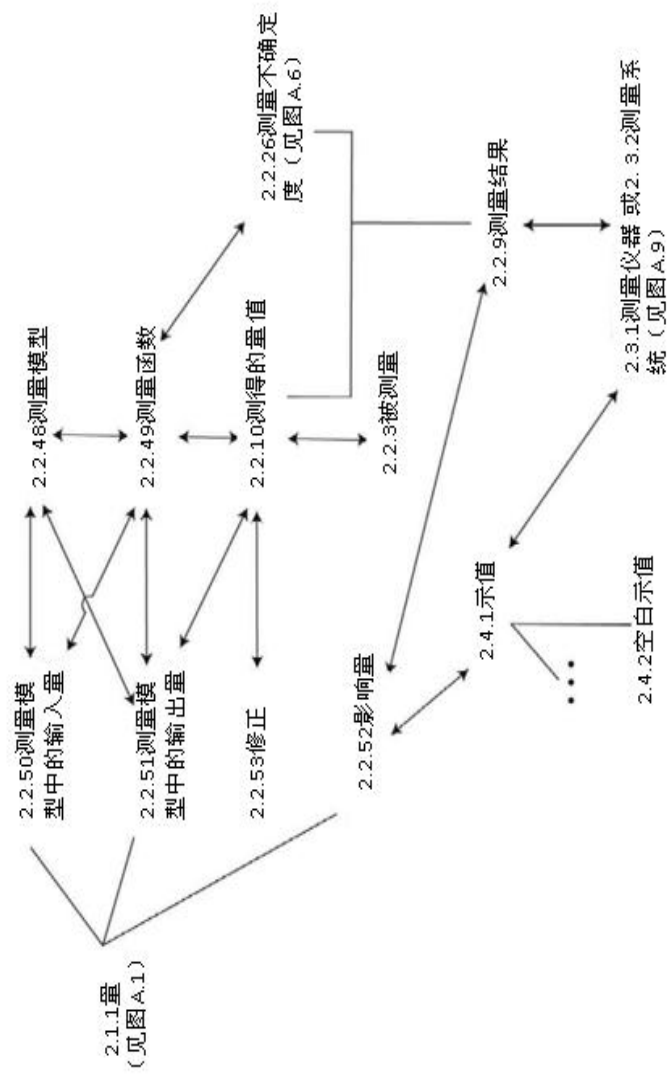 2.1.1量
（见图A.1）
2.2.50测量模
型中的输入量
2.2.51测量模
型中的输出量
2.2.53修正
2.2.52影响量
2.2.48测量模型
2.2.49测量函数
2.2.10测得的量值
2.2.3被测量
2.4.1示值
2.4.2空白示值
2.2.26测量不确定
度（见图A.6）
2.2.9测量结果
2.3.1测量仪器 或2. 3.2测量系
统（见图A.9）